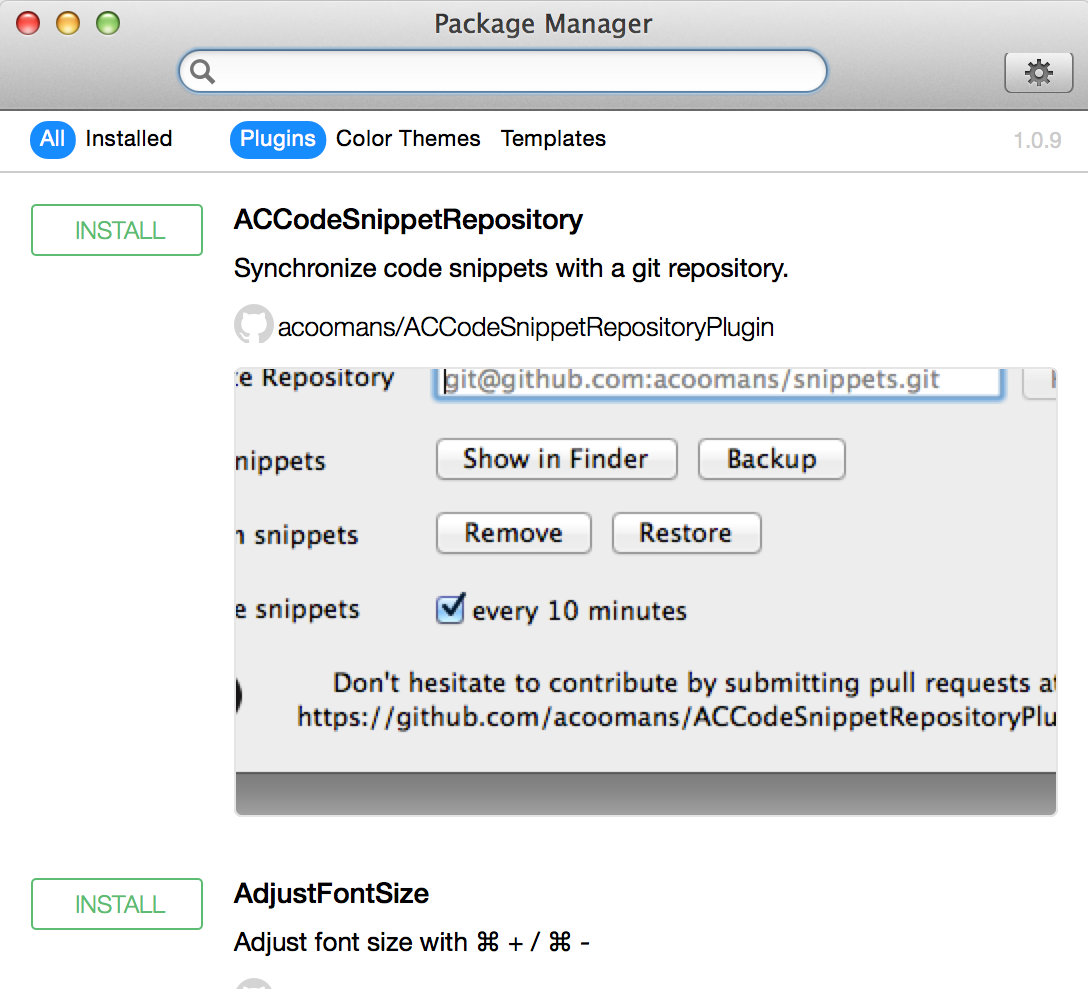 Package Manager
All Installed Plugins Color Themes Templates 1.0.9
INSTALL
ACCodeSnippetRepository
Synchronize code snippets with a git repository.
acoomans/ACCodeSnippetRepositoryPlugin
Repository git@github.com:acoomans/snippets.git
Show in Finder Backup
snippets Remove Restore
snippets every 10 minutes
Don't hesitate to contribute by submitting pull requests
https://github.com/acoomans/ACCodeSnippetRepositoryPlu
INSTALL
AdjustFontSize
Adjust font size with ⌘ + / ⌘ -